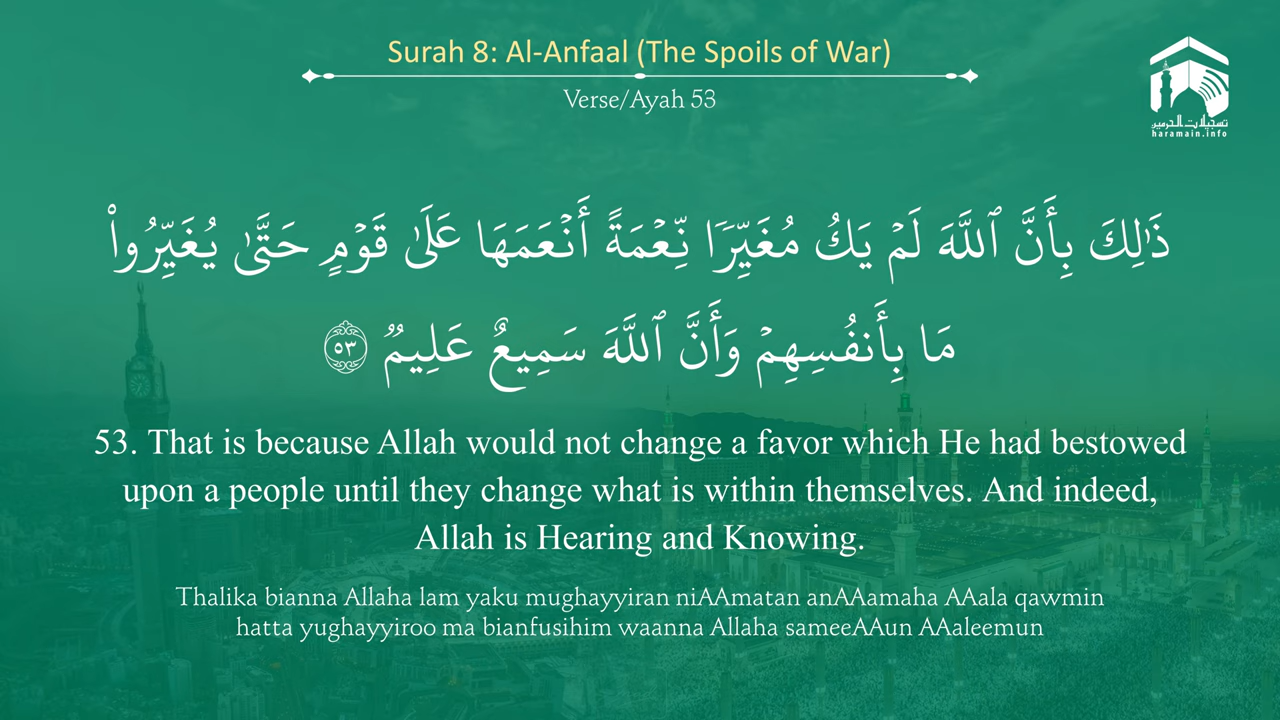 Surah 8: Al-Anfaal (The Spoils of War)
Verse/Ayah 53
تسجيلات الحرمين
haramain.info
ذَٰلِكَ بِأَنَّ ٱللَّهَ لَمۡ يَكُ مُغَيِّرٗا نِّعۡمَةً أَنۡعَمَهَا عَلَىٰ قَوۡمٍ حَتَّىٰ يُغَيِّرُواْ
مَا بِأَنفُسِهِمۡ وَأَنَّ ٱللَّهَ سَمِيعٌ عَلِيمٞ ٥٣
53. That is because Allah would not change a favor which He had bestowed
upon a people until they change what is within themselves. And indeed,
Allah is Hearing and Knowing.
Thalika bianna Allaha lam yaku mughayyiran niAAmatan anAAamaha AAala qawmin
hatta yughayyiroo ma bianfusihim waanna Allaha sameeAAun AAaleemun